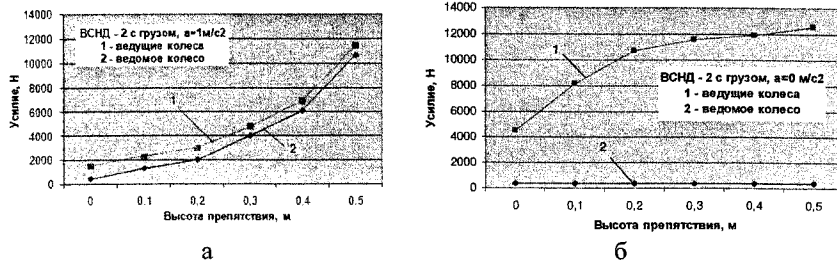 14000
12000
10000
8000
6000
4000
2000
0
Усилие, Н
ВСНД - 2 с грузом, a=1м/с2
1 - ведущие колеса
2 - ведомое колесо
1
2
0 0,1 0,2 0,3 0,4 0,5
Высота препятствия, м
а
14000
12000
10000
8000
6000
4000
2000
0
Усилие, Н
1
ВСНД - 2 с грузом, a=0 м/с2
1 - ведущие колеса
2 - ведомое колесо
2
0 0,1 0,2 0,3 0,4 0,5
Высота препятствия, м
б